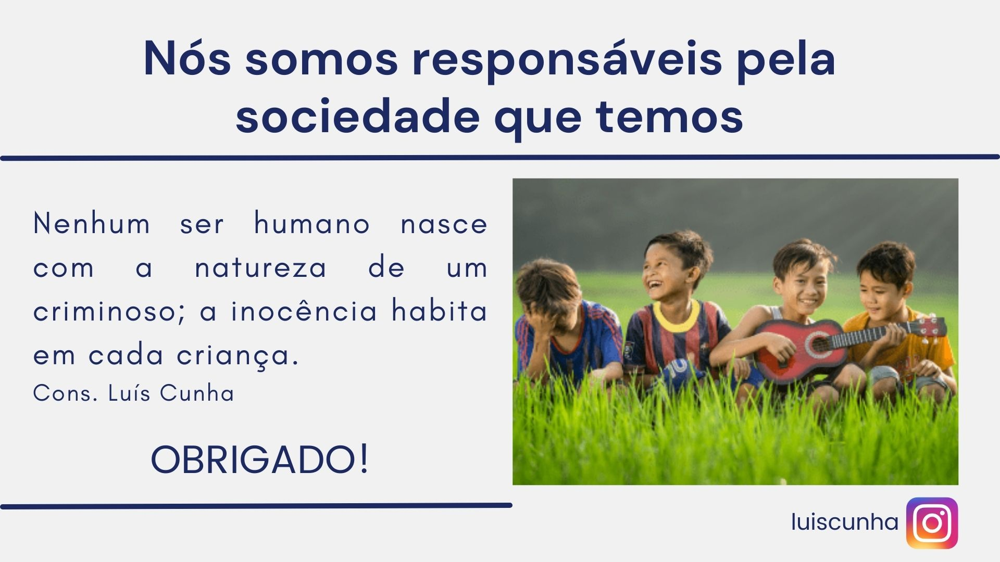 Nós somos responsáveis pela
sociedade que temos
Nenhum ser humano nasce
com a natureza de um
criminoso; a inocência habita
em cada criança.
Cons. Luís Cunha
OBRIGADO!
10
luiscunha